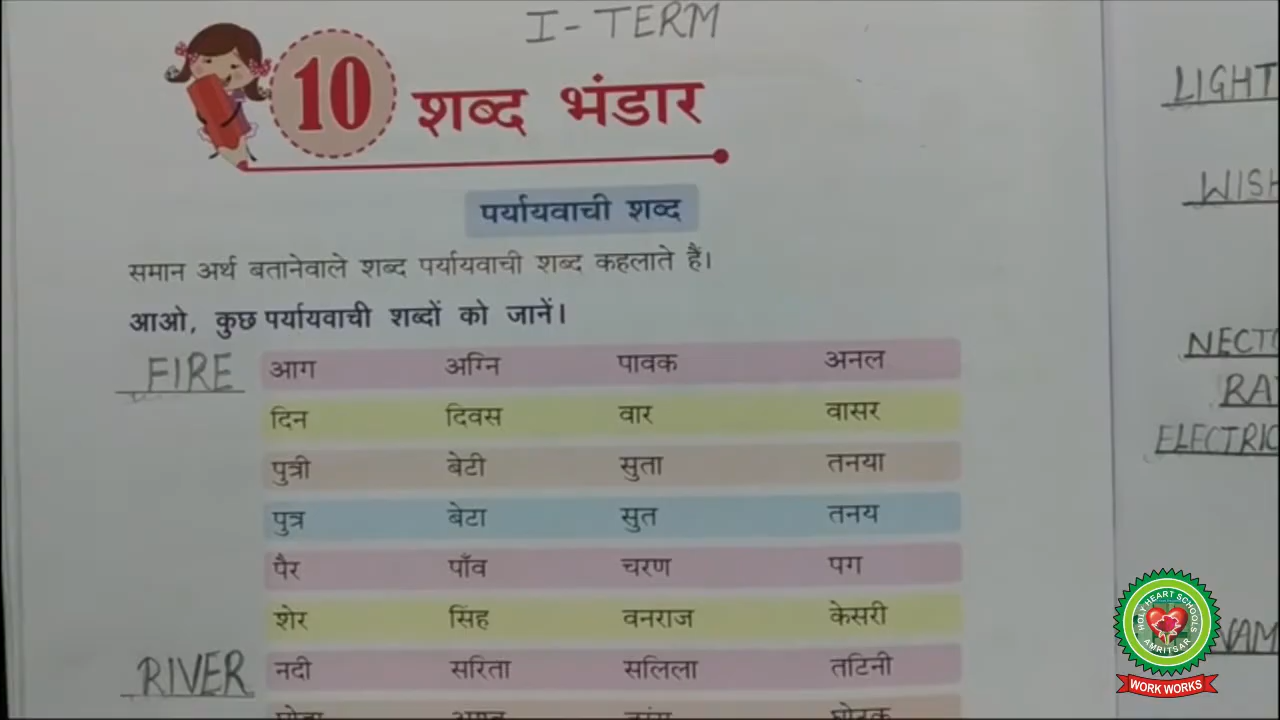 I - TERM
10 शब्द भंडार
पर्यायवाची शब्द
समान अर्थ बतानेवाले शब्द पर्यायवाची शब्द कहलाते हैं।
आओ, कुछ पर्यायवाची शब्दों को जानें।
FIRE आग अग्नि पावक अनल
दिन दिवस वार वासर
पुत्री बेटी सुता तनया
पुत्र बेटा सुत तनय
पैर पाँव चरण पग
शेर सिंह वनराज केसरी
RIVER नदी सरिता सलिला तटिनी
LIGHT
WISH
ELECTRIC
HOLY HEART SCHOOLS
AMRITSAR
WORK WORKS